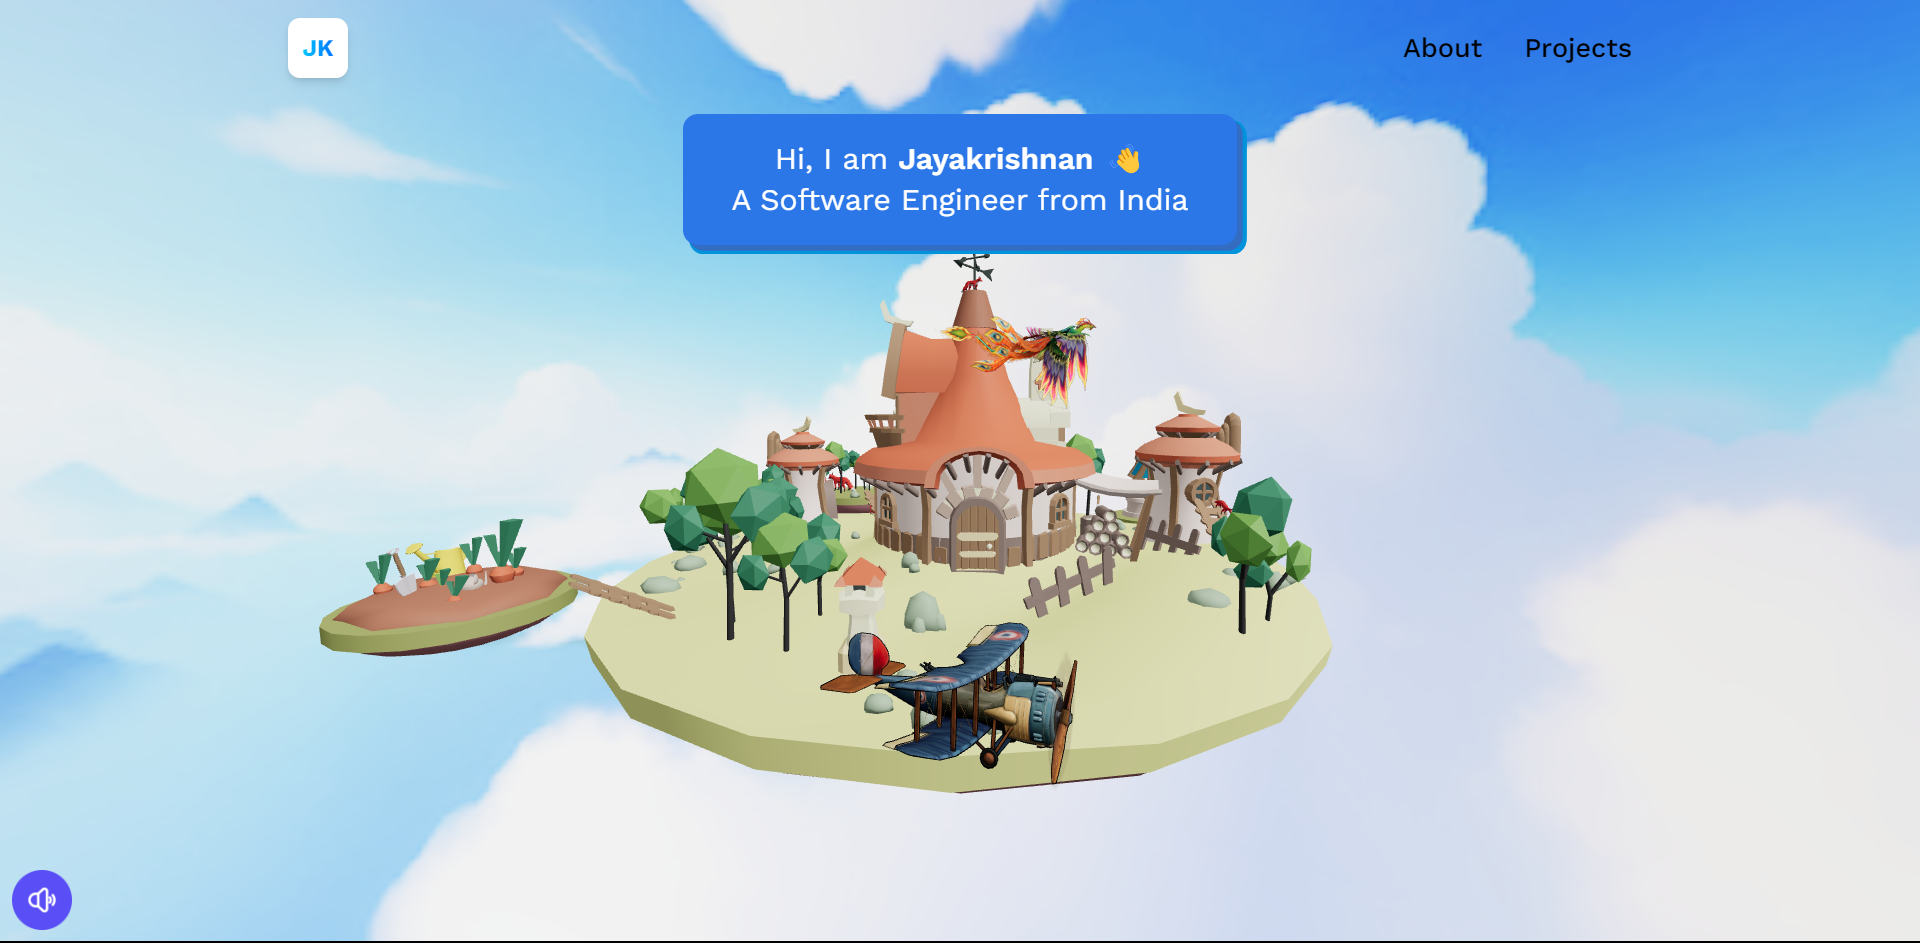 JK
About
Projects
Hi, I am Jayakrishnan 👋
A Software Engineer from India